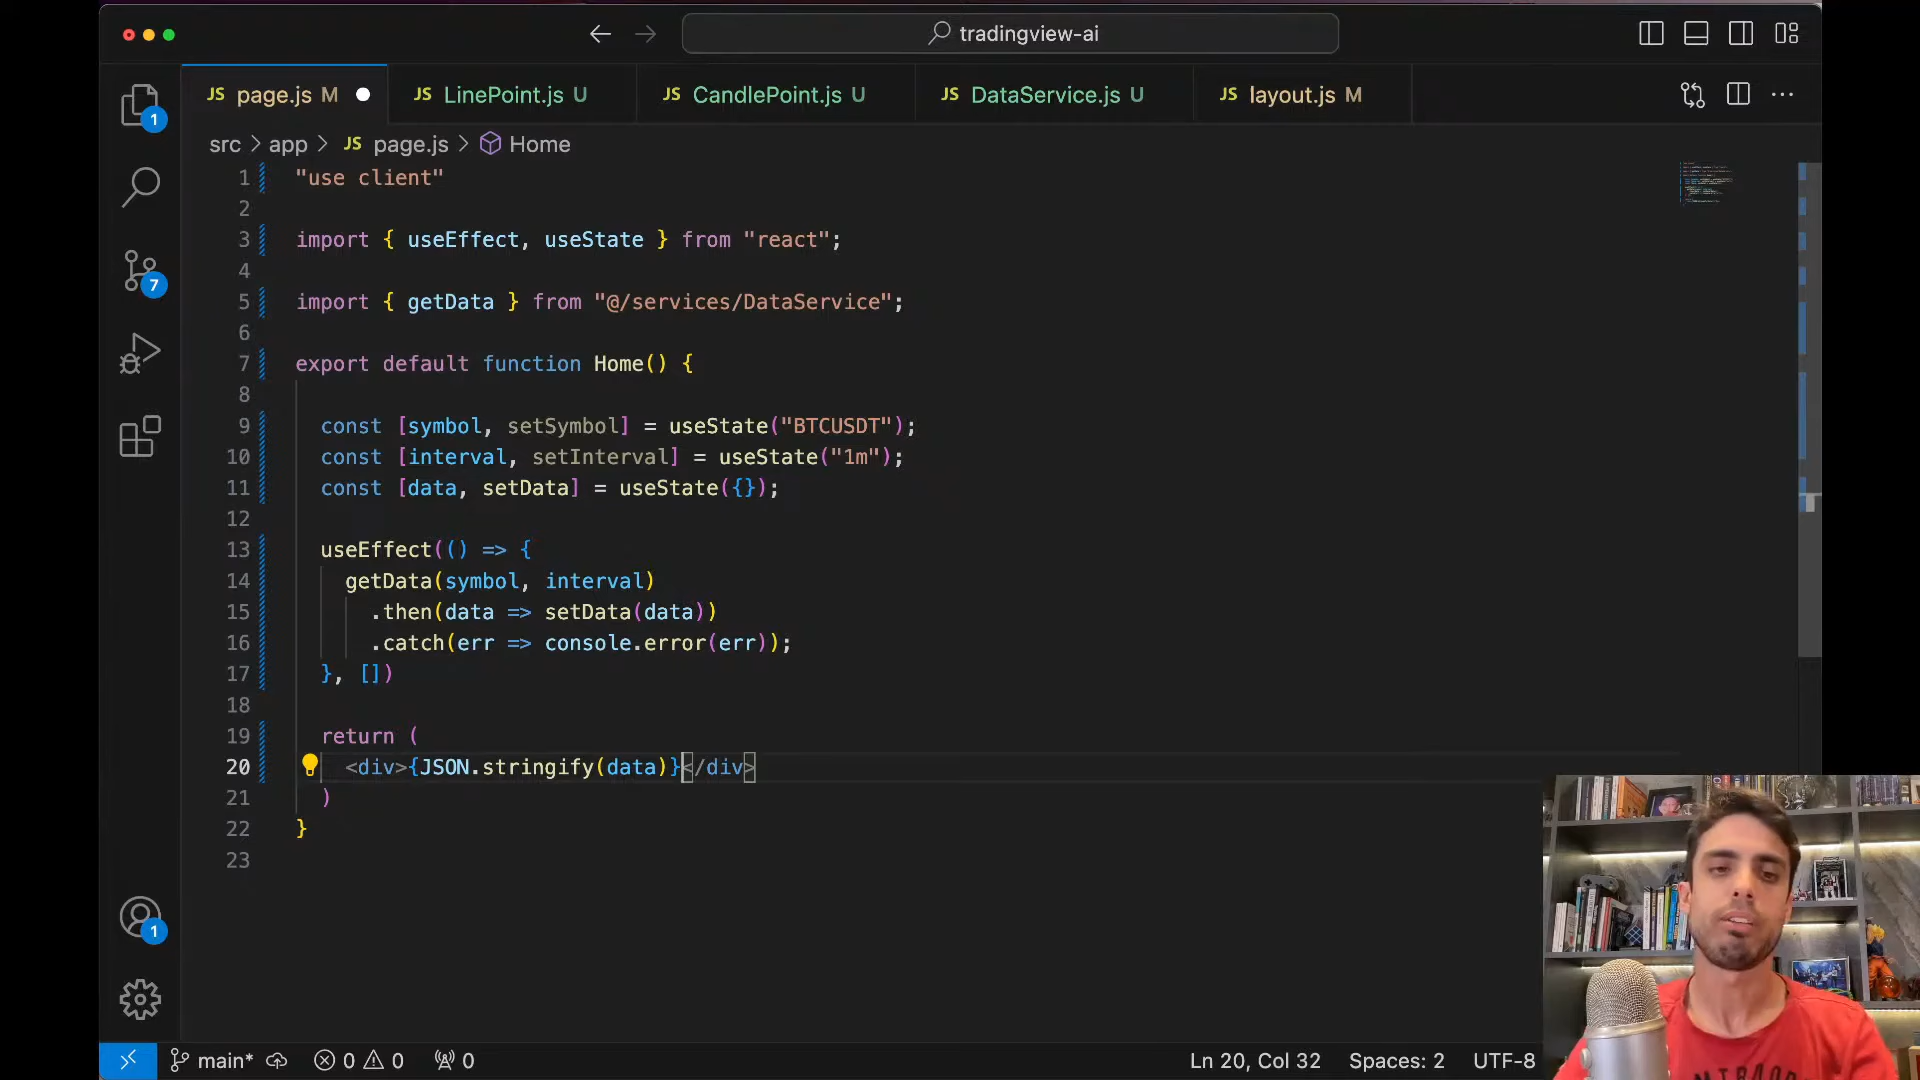 tradingview-ai
JS page.js M
JS LinePoint.js U
JS CandlePoint.js U
JS DataService.js U
JS layout.js M
src > app > JS page.js > Home
1 "use client"
2
3 import { useEffect, useState } from "react";
4
5 import { getData } from "@/services/DataService";
6
7 export default function Home() {
8
9 const [symbol, setSymbol] = useState("BTCUSDT");
10 const [interval, setInterval] = useState("1m");
11 const [data, setData] = useState({});
12
13 useEffect(() => {
14 getData(symbol, interval)
15 .then(data => setData(data))
16 .catch(err => console.error(err));
17 }, [])
18
19 return (
20 <div>{JSON.stringify(data)}</div>
21 )
22 }
23
1
7
1
main* 0 0 0
Ln 20, Col 32 Spaces: 2 UTF-8